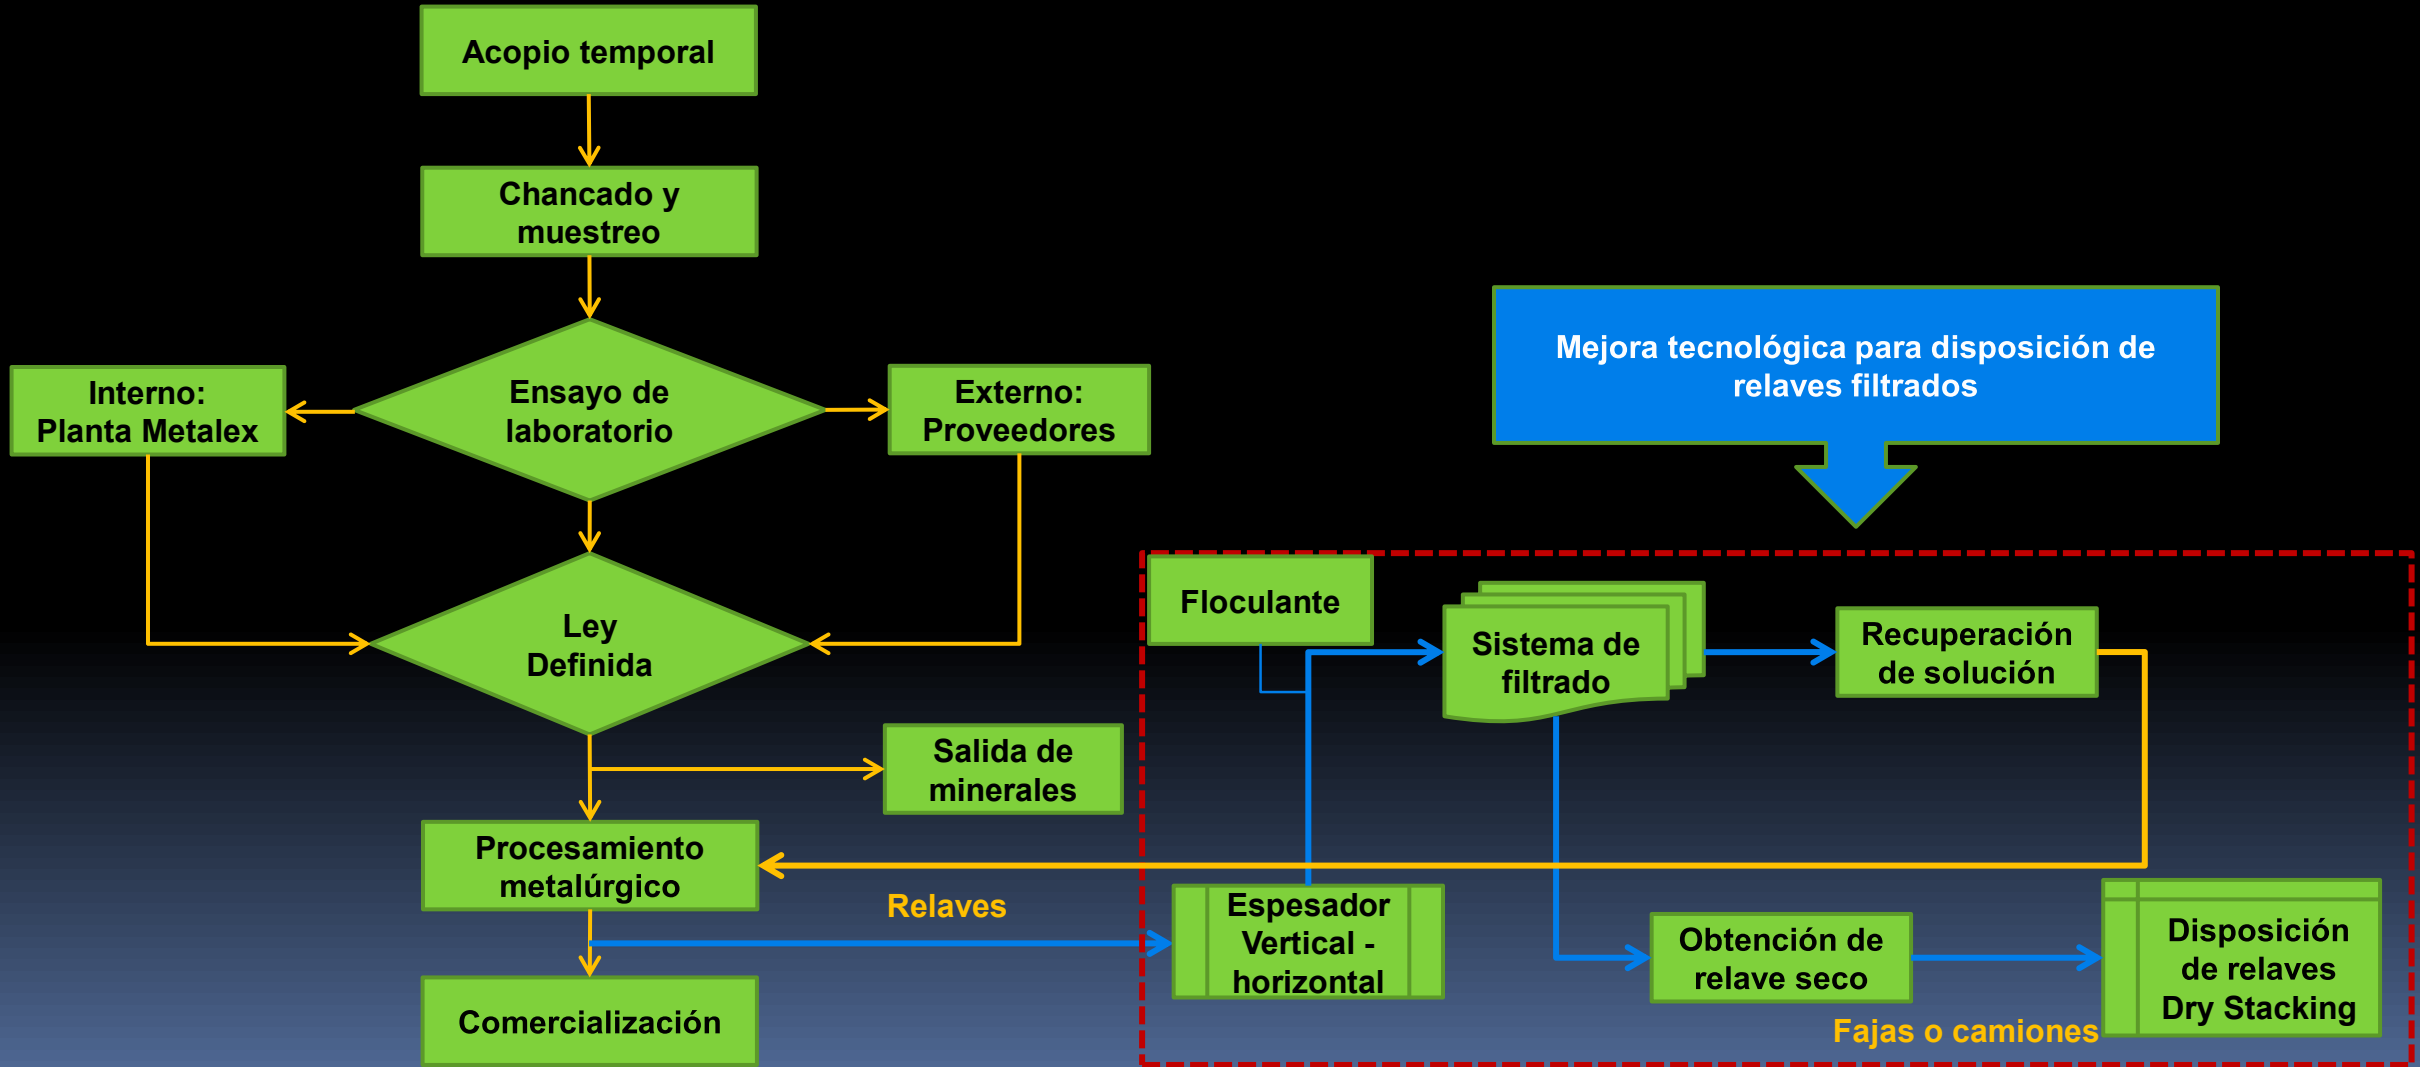 Acopio temporal
Chancado y
muestreo
Ensayo de
laboratorio
Interno:
Planta Metalex
Externo:
Proveedores
Ley
Definida
Salida de
minerales
Procesamiento
metalúrgico
Relaves
Comercialización
Mejora tecnológica para disposición de
relaves filtrados
Floculante
Sistema de
filtrado
Recuperación
de solución
Espesador
Vertical -
horizontal
Obtención de
relave seco
Disposición
de relaves
Dry Stacking
Fajas o camiones